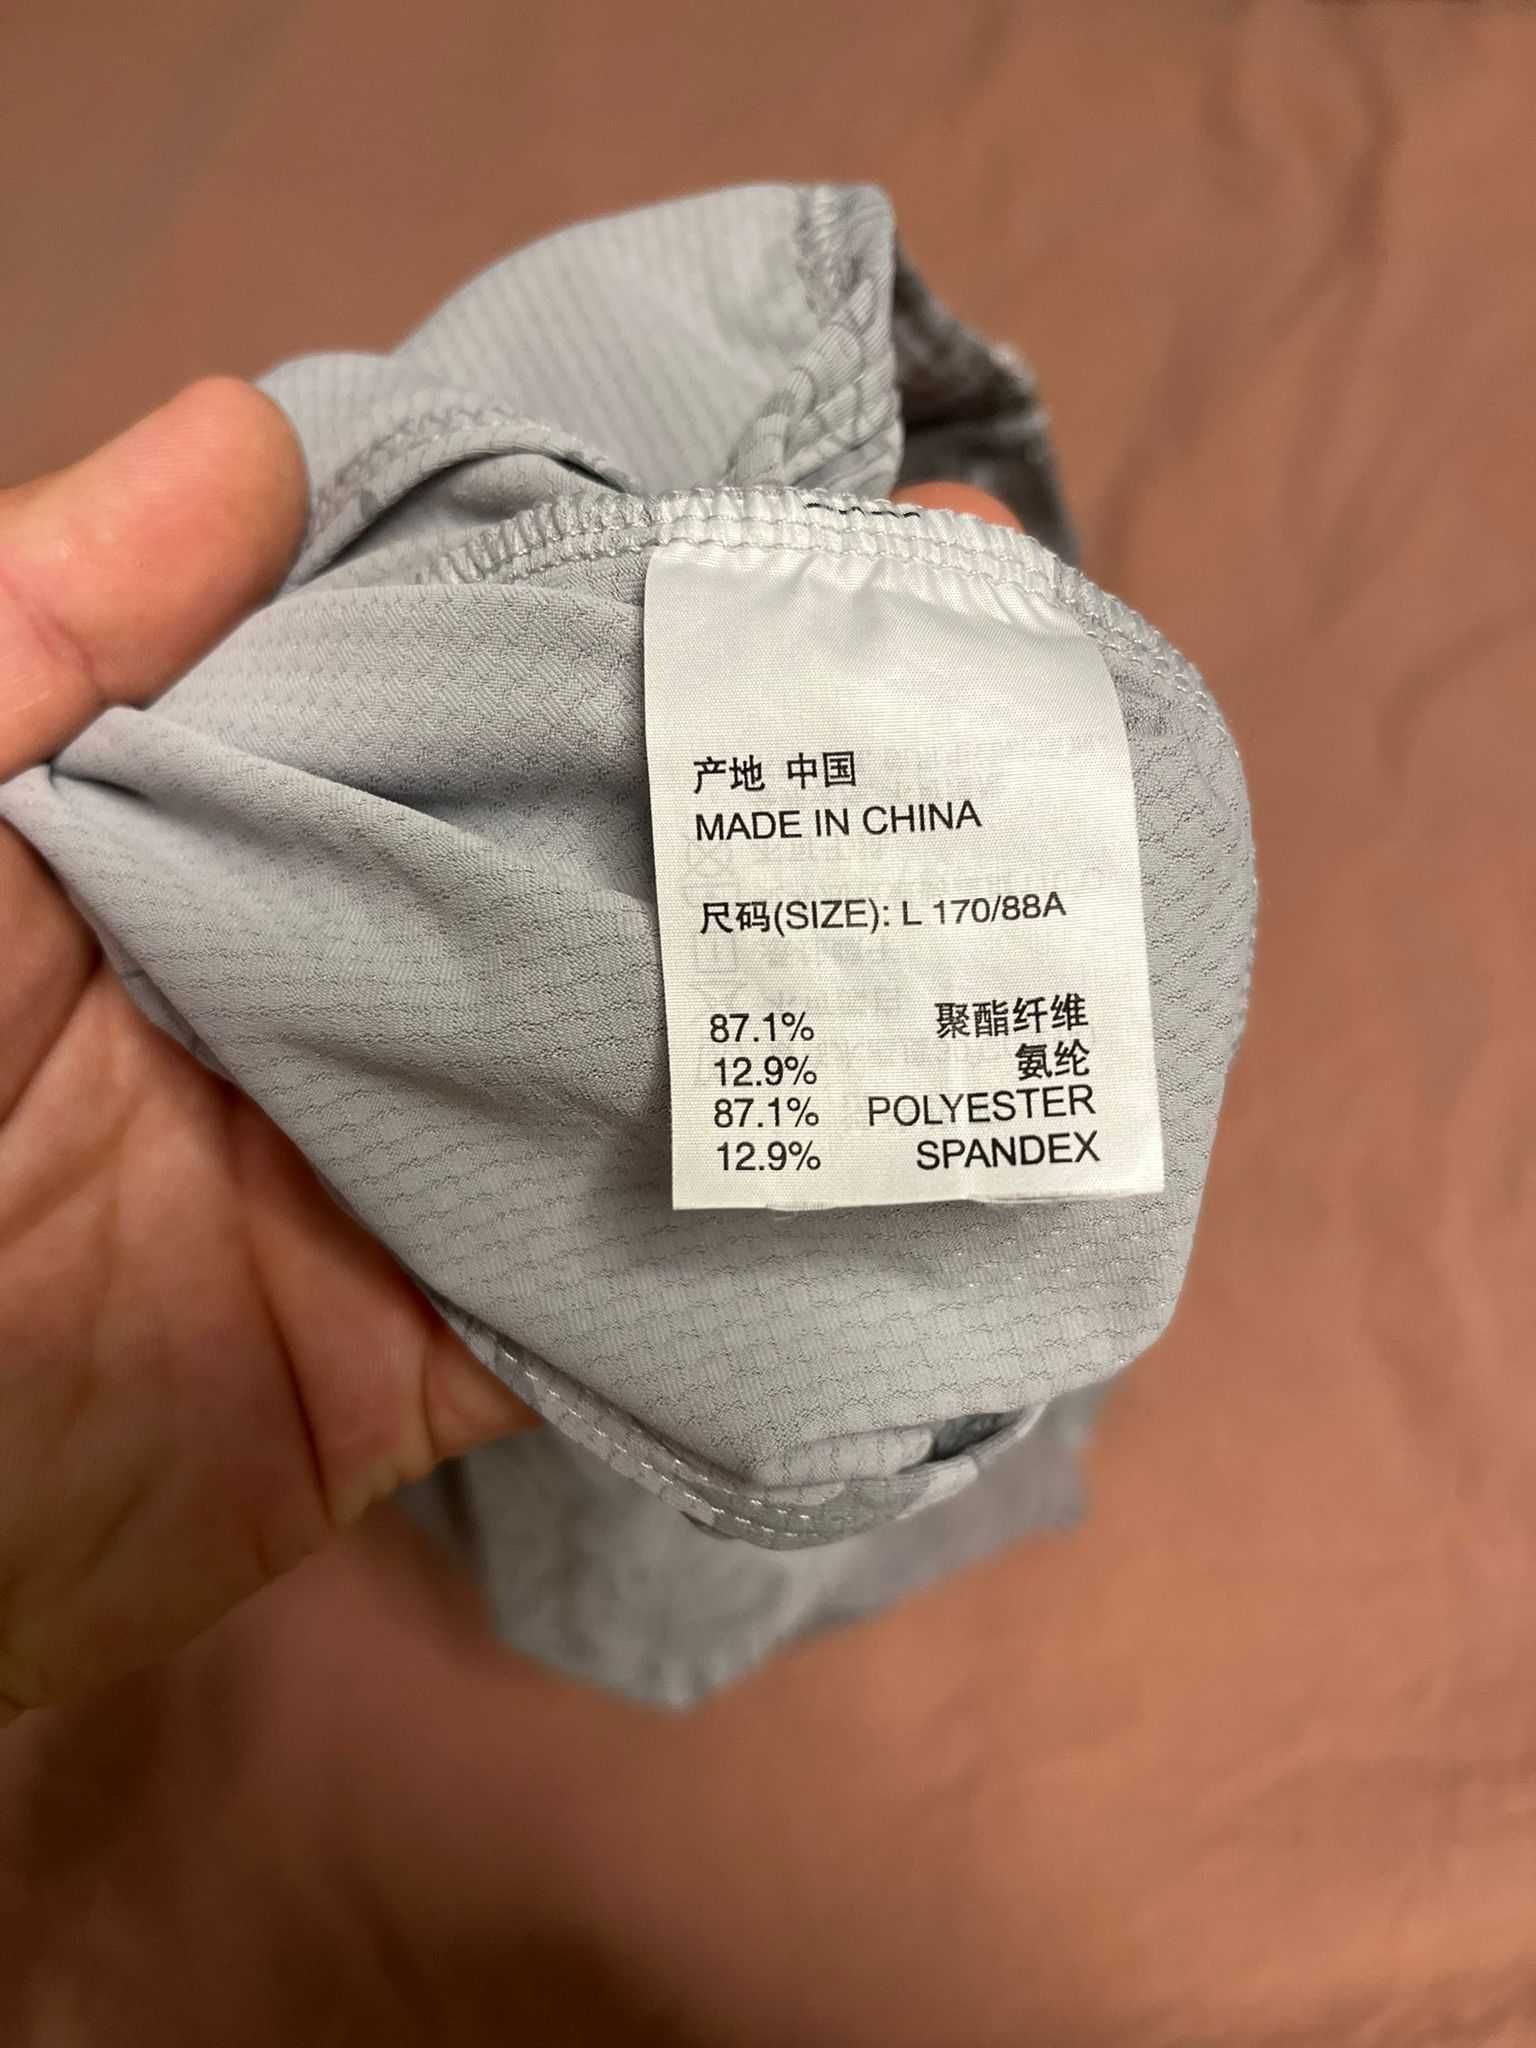 产地 中国
MADE IN CHINA
尺码(SIZE): L 170/88A
87.1% 聚酯纤维
12.9% 氨纶
87.1% POLYESTER
12.9% SPANDEX